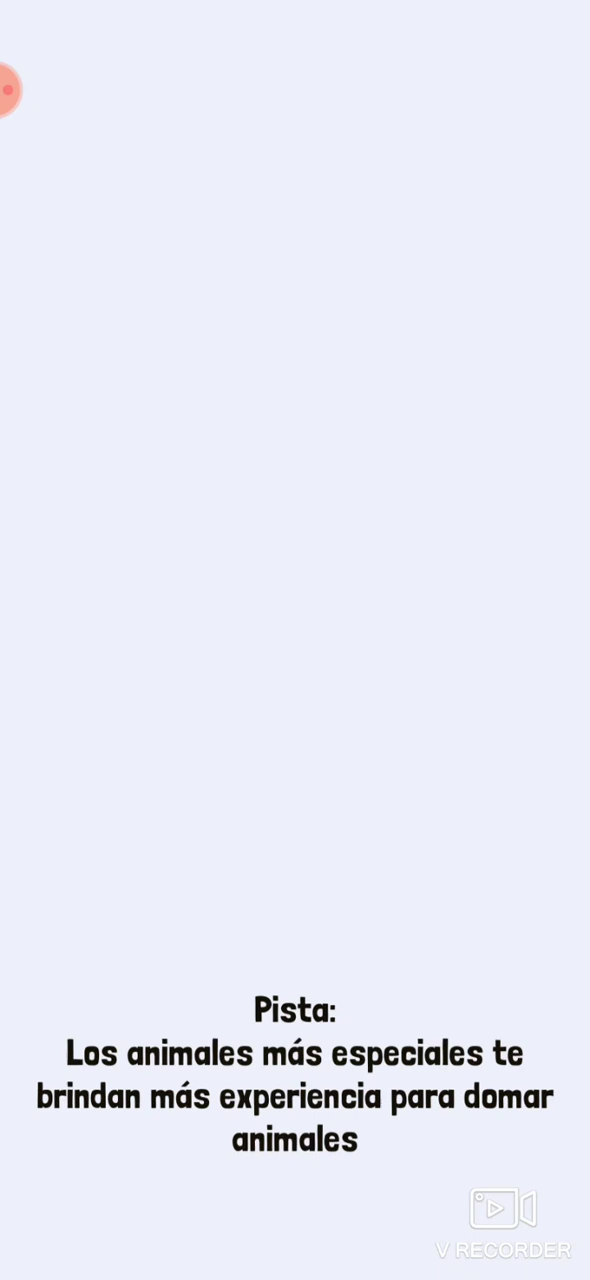 Pista:
Los animales más especiales te
brindan más experiencia para domar
animales
V RECORDER